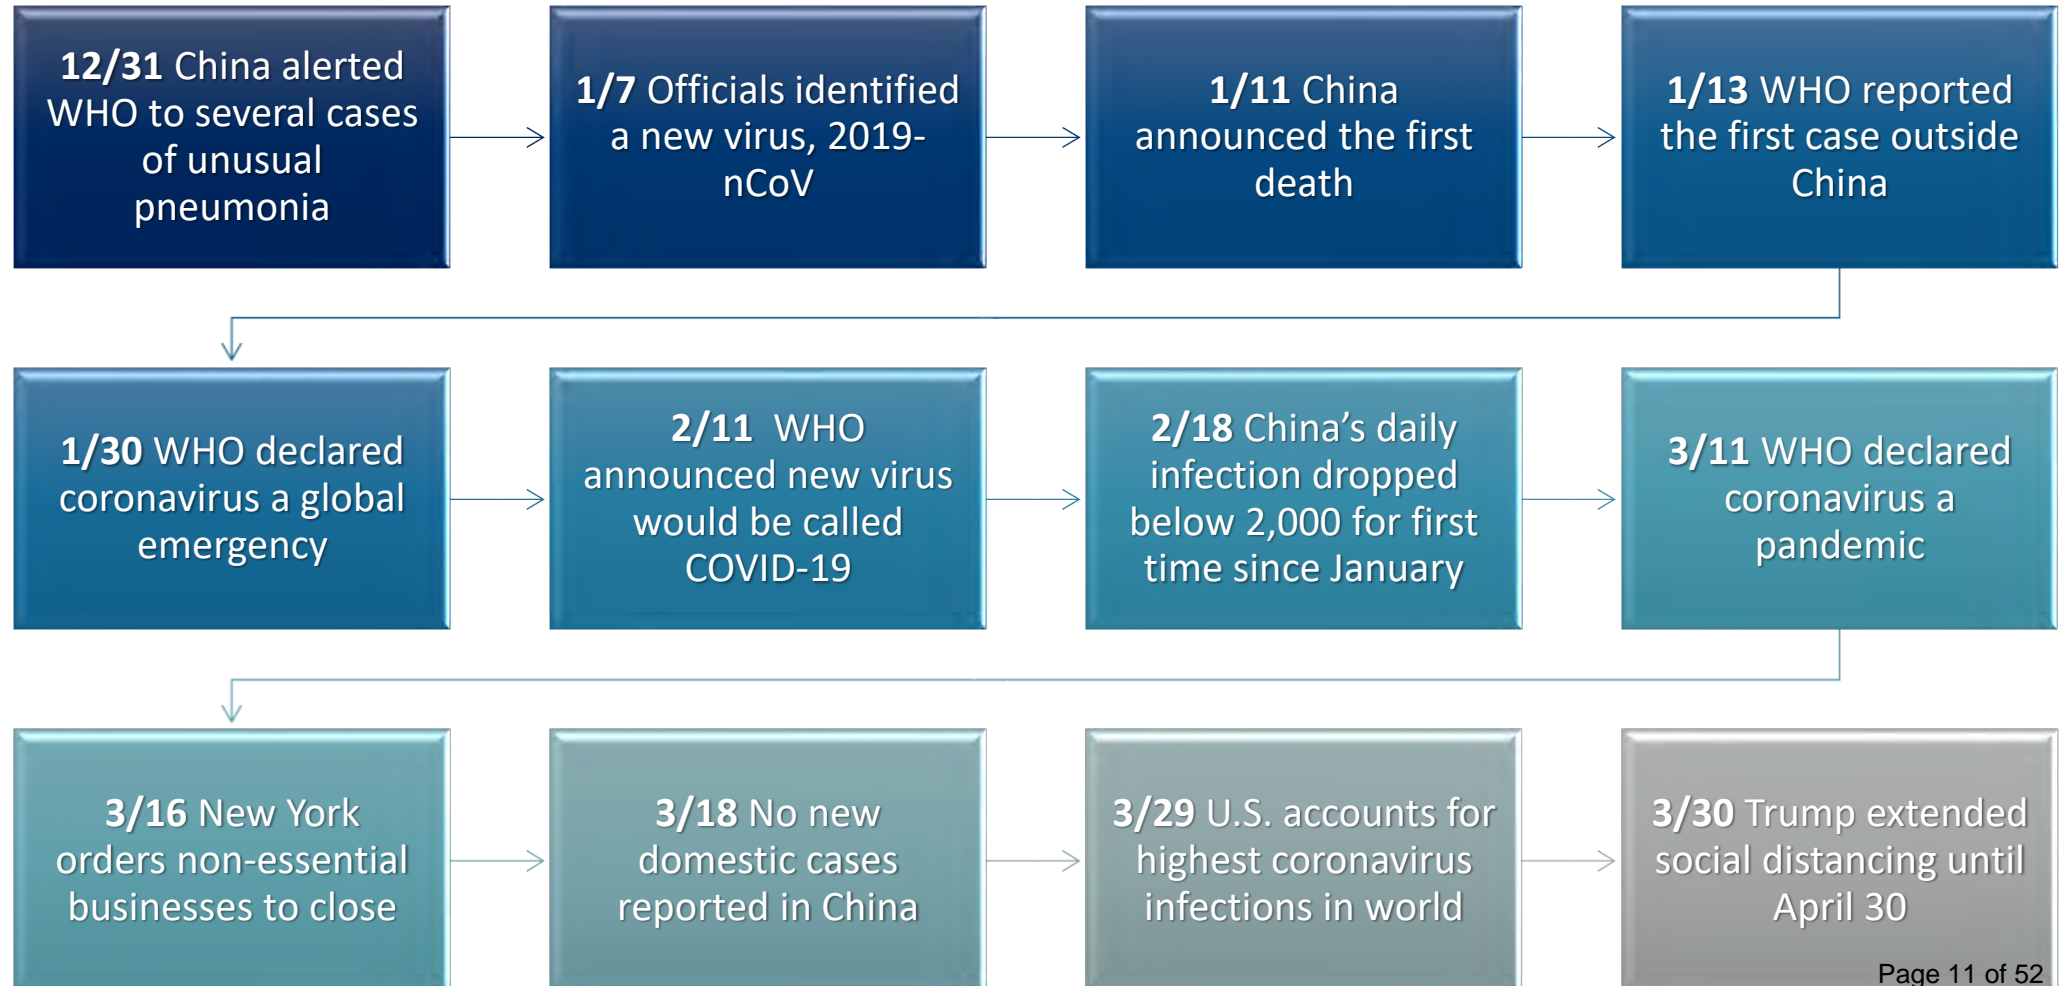 12/31 China alerted
WHO to several cases
of unusual
pneumonia
1/7 Officials identified
a new virus, 2019-
nCoV
1/11 China
announced the first
death
1/13 WHO reported
the first case outside
China
1/30 WHO declared
coronavirus a global
emergency
2/11  WHO
announced new virus
would be called
COVID-19
2/18 China’s daily
infection dropped
below 2,000 for first
time since January
3/11 WHO declared
coronavirus a
pandemic
3/16 New York
orders non-essential
businesses to close
3/18 No new
domestic cases
reported in China
3/29 U.S. accounts for
highest coronavirus
infections in world
3/30 Trump extended
social distancing until
April 30
Page 11 of 52